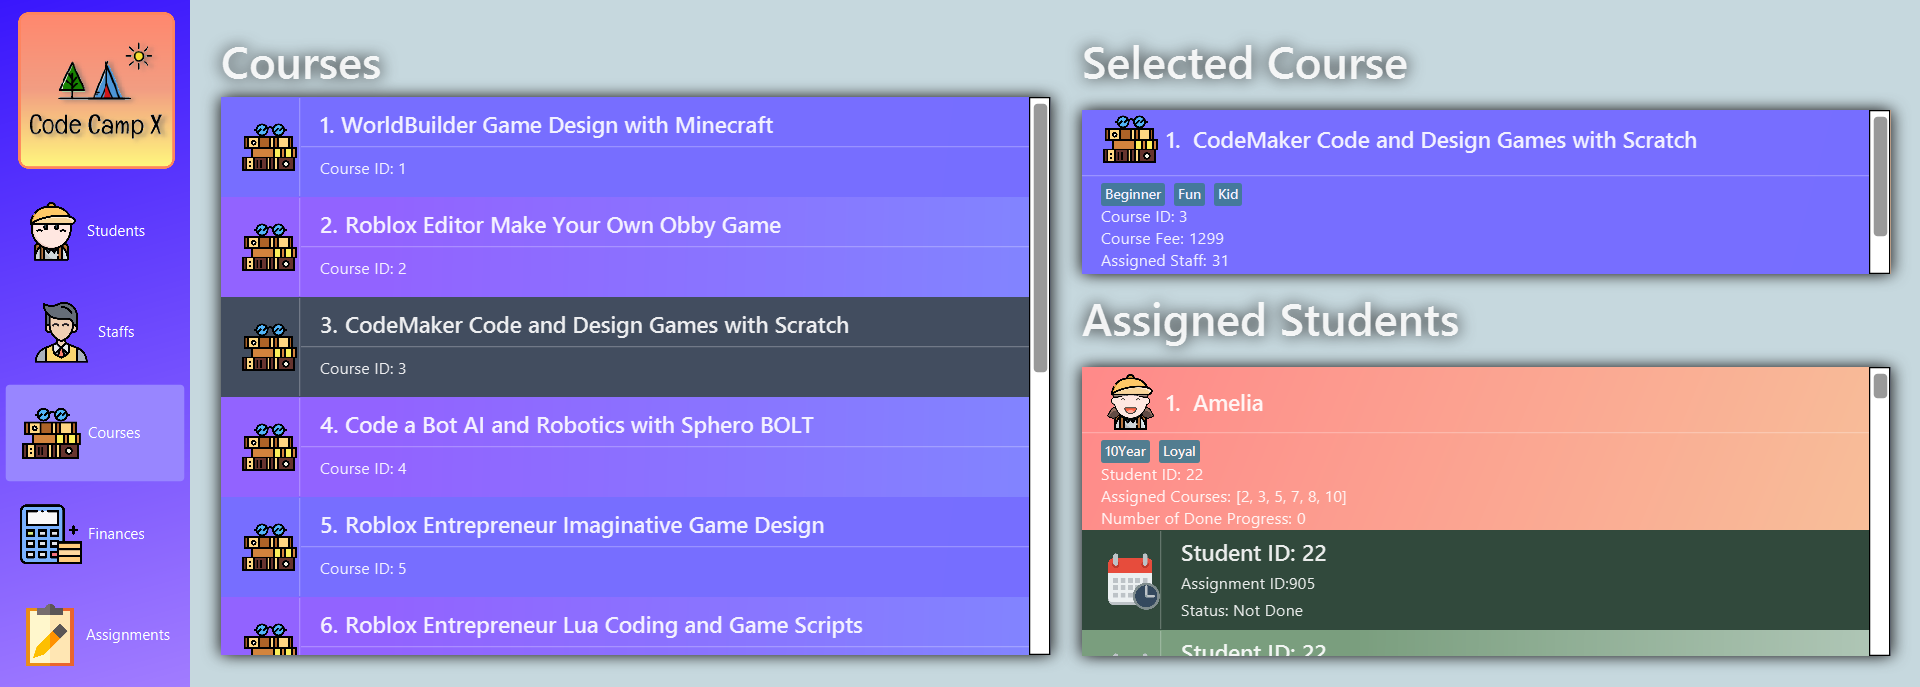 Code Camp X
Students
Staffs
Courses
Finances
Assignments
Courses
1. WorldBuilder Game Design with Minecraft
Course ID: 1
2. Roblox Editor Make Your Own Obby Game
Course ID: 2
3. CodeMaker Code and Design Games with Scratch
Course ID: 3
4. Code a Bot AI and Robotics with Sphero BOLT
Course ID: 4
5. Roblox Entrepreneur Imaginative Game Design
Course ID: 5
6. Roblox Entrepreneur Lua Coding and Game Scripts
Selected Course
1. CodeMaker Code and Design Games with Scratch
Beginner Fun Kid
Course ID: 3
Course Fee: 1299
Assigned Staff: 31
Assigned Students
1. Amelia
10Year Loyal
Student ID: 22
Assigned Courses: [2, 3, 5, 7, 8, 10]
Number of Done Progress: 0
Student ID: 22
Assignment ID:905
Status: Not Done
Student ID: 22